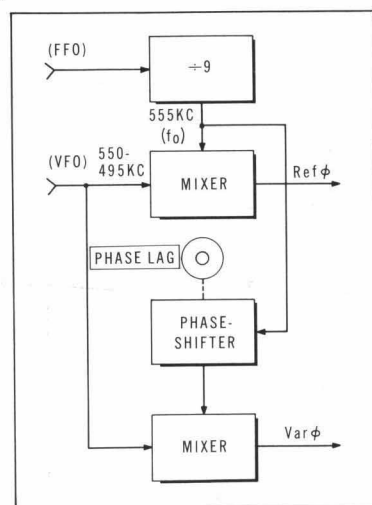 (FFO)
÷9
555KC
(fo)
(VFO)
550-
495KC
MIXER
Ref ϕ
PHASE LAG
PHASE-
SHIFTER
MIXER
Var ϕ